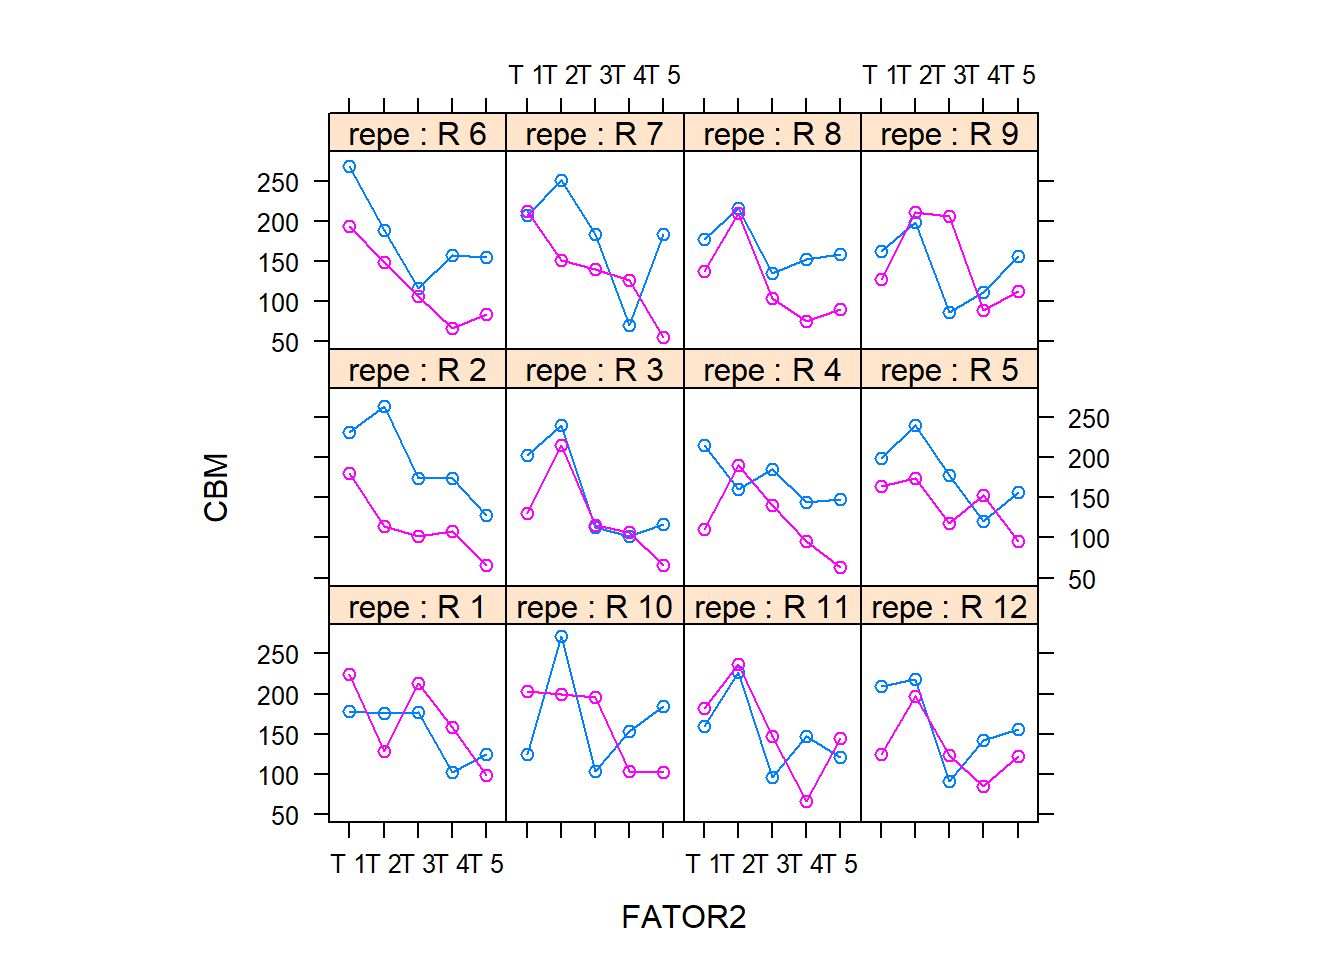 T 1T 2T 3T 4T 5 T 1T 2T 3T 4T 5
repe : R 6 repe : R 7 repe : R 8 repe : R 9
250
200
150
100
50
repe : R 2 repe : R 3 repe : R 4 repe : R 5
250
200
150
100
50
CBM
repe : R 1 repe : R 10 repe : R 11 repe : R 12
250
200
150
100
50
T 1T 2T 3T 4T 5 T 1T 2T 3T 4T 5
FATOR2